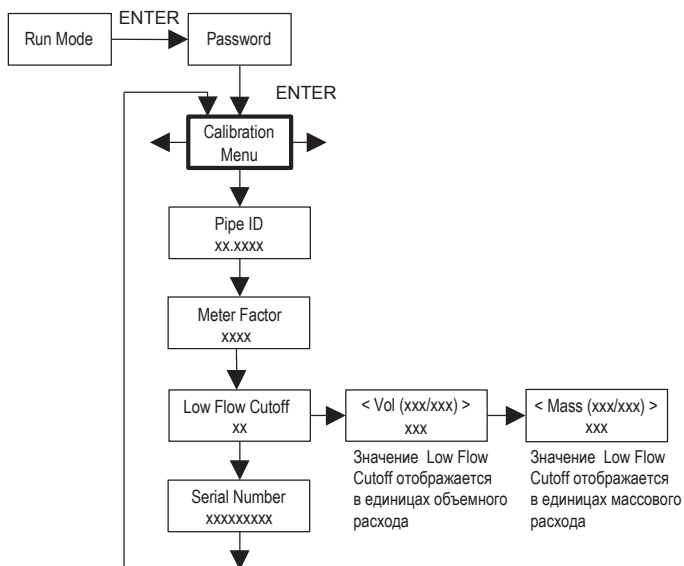 ENTER
Run Mode
Password
ENTER
Calibration
Menu
Pipe ID
xx.xxxx
Meter Factor
xxxx
Low Flow Cutoff
xx
< Vol (xxx/xxx) >
xxx
< Mass (xxx/xxx) >
xxx
Значение Low Flow
Cutoff отображается
в единицах объемного
расхода
Значение Low Flow
Cutoff отображается
в единицах массового
расхода
Serial Number
xxxxxxxxx